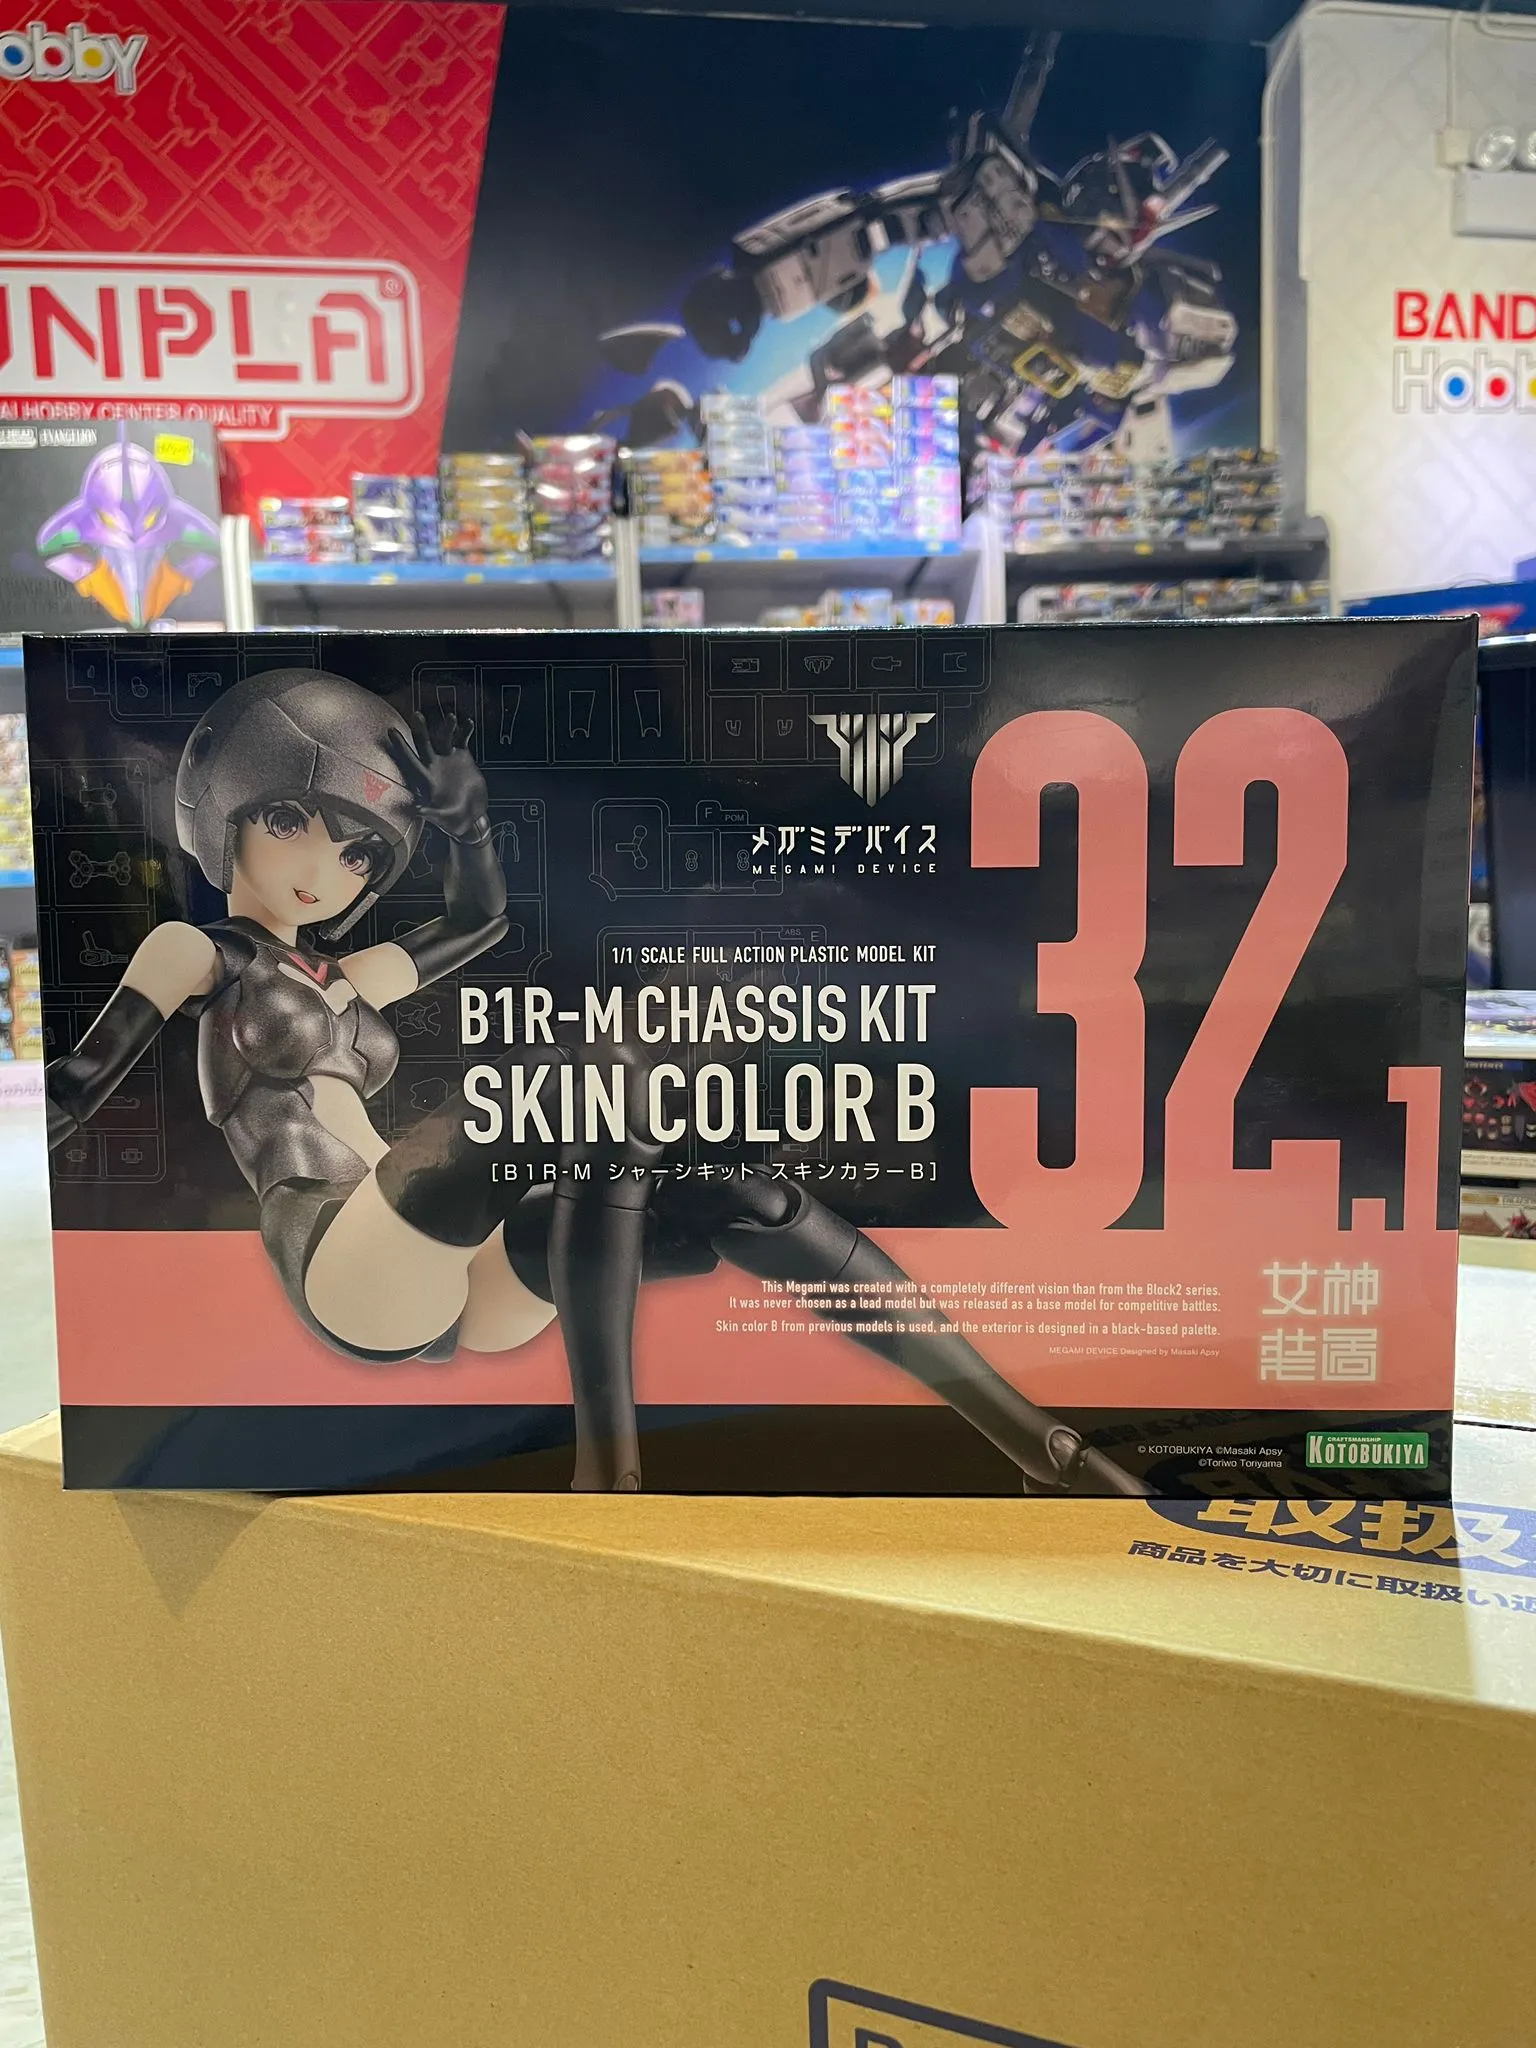 obby
UNPLA
AI HOBBY CENTER QUALITY
BAND
Hobb
EVANGELION
A
B
F
POM
ABS
E
メガミデバイス
MEGAMI DEVICE
32.1
1/1 SCALE FULL ACTION PLASTIC MODEL KIT
B1R-M CHASSIS KIT
SKIN COLOR B
[B1R-M シャーシキット スキンカラーB]
This Megami was created with a completely different vision than from the Block2 series.
It was never chosen as a lead model but was released as a base model for competitive battles.
Skin color B from previous models is used, and the exterior is designed in a black-based palette.
MEGAMI DEVICE Designed by Masaki Apsy
女神
装置
© KOTOBUKIYA ©Masaki Apsy
©Toriwo Toriyama
CRAFTSMANSHIP
KOTOBUKIYA
取扱
商品を大切に取扱い